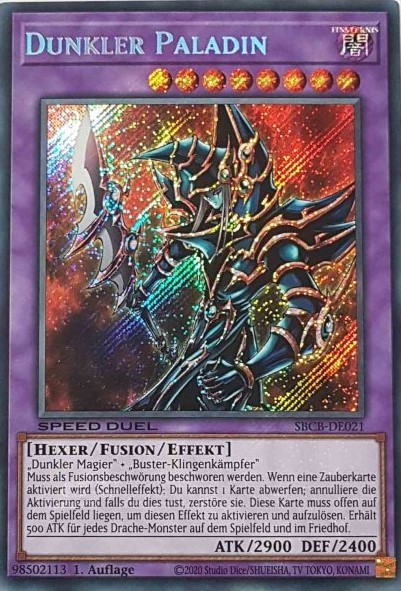 DUNKLER PALADIN
FINSTERNIS
闇
SPEED DUEL
SBCB-DE021
[HEXER/FUSION/EFFEKT]
„Dunkler Magier“ + „Buster-Klingenkämpfer“
Muss als Fusionsbeschwörung beschworen werden. Wenn eine Zauberkarte
aktiviert wird (Schnelleffekt): Du kannst 1 Karte abwerfen; annulliere die
Aktivierung und falls du dies tust, zerstöre sie. Diese Karte muss offen auf
dem Spielfeld liegen, um diesen Effekt zu aktivieren und aufzulösen. Erhält
500 ATK für jedes Drache-Monster auf dem Spielfeld und im Friedhof.
ATK/2900 DEF/2400
98502113 1. Auflage
©2020 Studio Dice/SHUEISHA, TV TOKYO, KONAMI